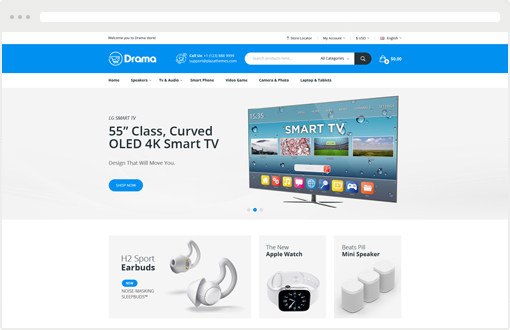 Welcome you to Drama store!
Store Locator
My Account
$ USD
English
Drama
Call Us: +1 (123) 888 9999
support@plazathemes.com
Search products here...
All Categories
0
$0.00
Home
Speakers
Tv & Audio
Smart Phone
Video Game
Camera & Photo
Laptop & Tablets
LG SMART TV
55” Class, Curved
OLED 4K Smart TV
Design That Will Move You.
SHOP NOW
15:35
SMART TV
H2 Sport
Earbuds
NEW
NOISE-MASKING
SLEEPBUDS™
The New
Apple Watch
Beats Pill
Mini Speaker